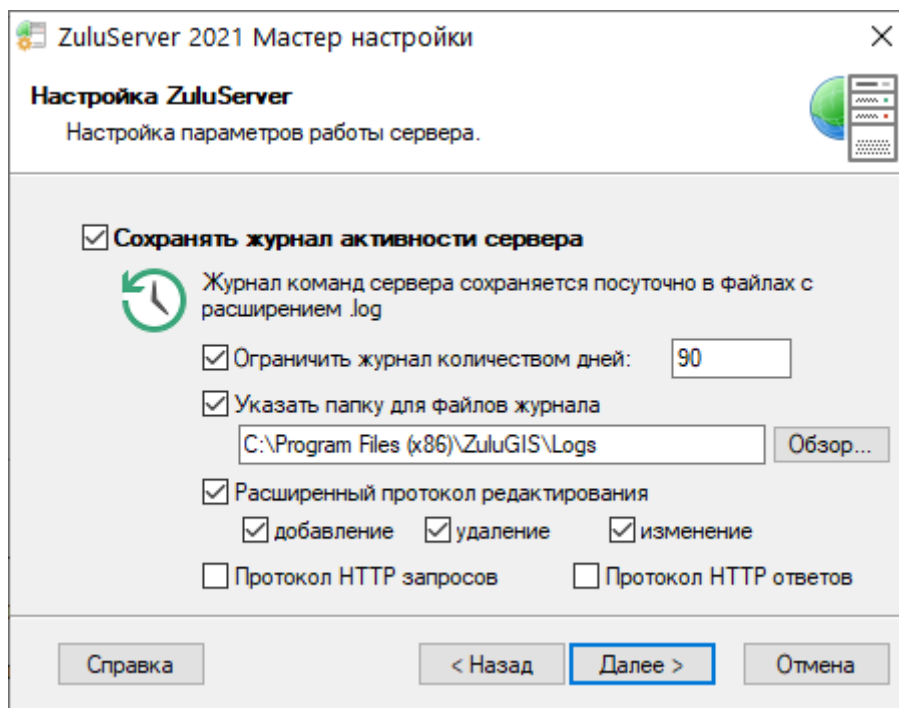 ZuluServer 2021 Мастер настройки
Настройка ZuluServer
Настройка параметров работы сервера.
Сохранять журнал активности сервера
Журнал команд сервера сохраняется посуточно в файлах с
расширением .log
Ограничить журнал количеством дней: 90
Указать папку для файлов журнала
C:\Program Files (x86)\ZuluGIS\Logs Обзор...
Расширенный протокол редактирования
добавление удаление изменение
Протокол HTTP запросов Протокол HTTP ответов
Справка < Назад Далее > Отмена